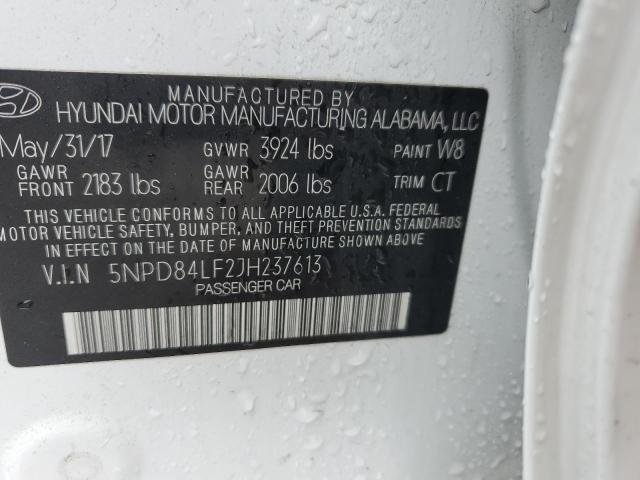 MANUFACTURED BY
HYUNDAI MOTOR MANUFACTURING ALABAMA, LLC
May/31/17 GVWR 3924 lbs PAINT W8
GAWR FRONT 2183 lbs GAWR REAR 2006 lbs TRIM CT
THIS VEHICLE CONFORMS TO ALL APPLICABLE U.S.A. FEDERAL
MOTOR VEHICLE SAFETY, BUMPER, AND THEFT PREVENTION STANDARDS
IN EFFECT ON THE DATE OF MANUFACTURE SHOWN ABOVE.
V.I.N 5NPD84LF2JH237613
PASSENGER CAR